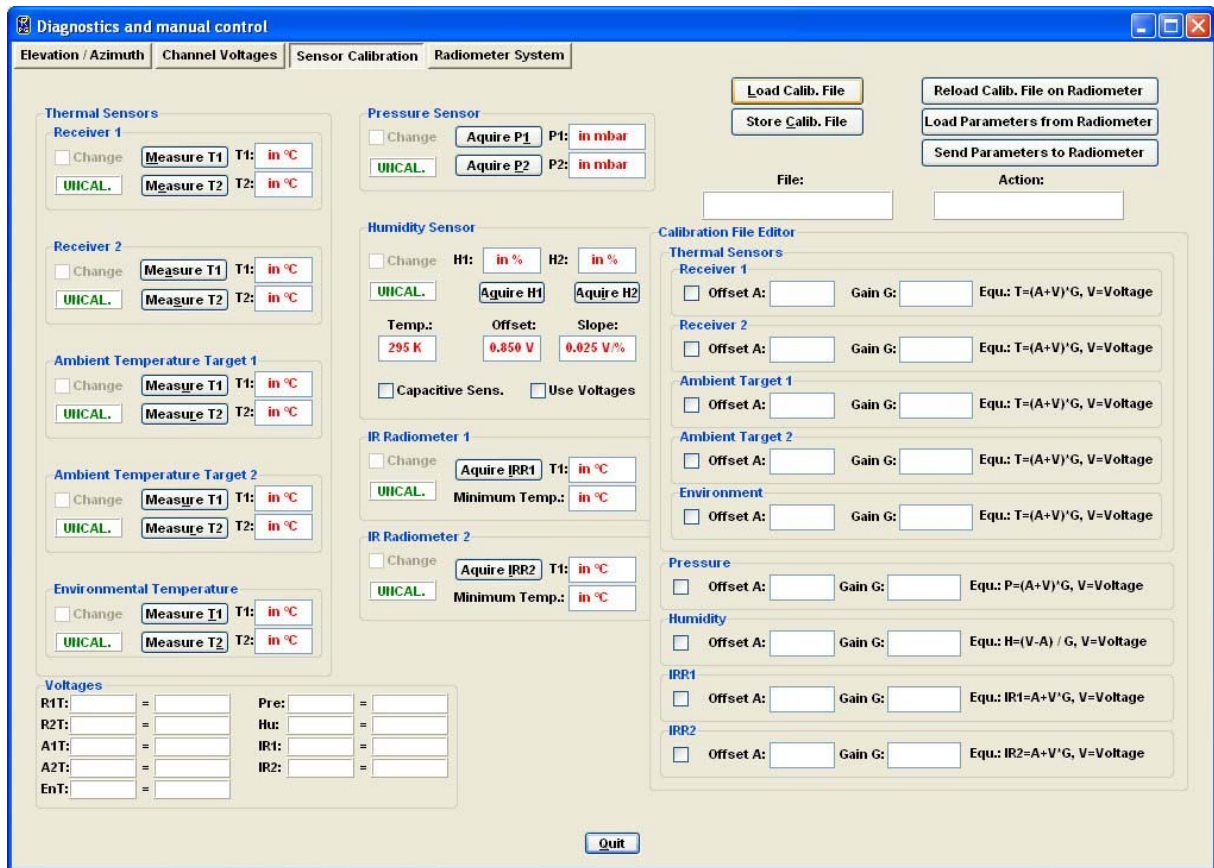 Diagnostics and manual control
Elevation / Azimuth Channel Voltages Sensor Calibration Radiometer System
Load Calib. File Reload Calib. File on Radiometer
Store Calib. File Load Parameters from Radiometer
Send Parameters to Radiometer
File: Action:
Thermal Sensors
Receiver 1
Change Measure T1 T1: in °C
UNCAL. Measure T2 T2: in °C
Receiver 2
Change Measure T1 T1: in °C
UNCAL. Measure T2 T2: in °C
Ambient Temperature Target 1
Change Measure T1 T1: in °C
UNCAL. Measure T2 T2: in °C
Ambient Temperature Target 2
Change Measure T1 T1: in °C
UNCAL. Measure T2 T2: in °C
Environmental Temperature
Change Measure T1 T1: in °C
UNCAL. Measure T2 T2: in °C
Pressure Sensor
Change Aquire P1 P1: in mbar
UNCAL. Aquire P2 P2: in mbar
Humidity Sensor
Change H1: in % H2: in %
UNCAL. Aquire H1 Aquire H2
Temp.: Offset: Slope:
295 K 0.850 V 0.025 V/%
Capacitive Sens. Use Voltages
IR Radiometer 1
Change Aquire IRR1 T1: in °C
UNCAL. Minimum Temp.: in °C
IR Radiometer 2
Change Aquire IRR2 T1: in °C
UNCAL. Minimum Temp.: in °C
Calibration File Editor
Thermal Sensors
Receiver 1
Offset A: Gain G: Equ.: T=(A+V)*G, V=Voltage
Receiver 2
Offset A: Gain G: Equ.: T=(A+V)*G, V=Voltage
Ambient Target 1
Offset A: Gain G: Equ.: T=(A+V)*G, V=Voltage
Ambient Target 2
Offset A: Gain G: Equ.: T=(A+V)*G, V=Voltage
Environment
Offset A: Gain G: Equ.: T=(A+V)*G, V=Voltage
Pressure
Offset A: Gain G: Equ.: P=(A+V)*G, V=Voltage
Humidity
Offset A: Gain G: Equ.: H=(V-A) / G, V=Voltage
IRR1
Offset A: Gain G: Equ.: IR1=A+V*G, V=Voltage
IRR2
Offset A: Gain G: Equ.: IR2=A+V*G, V=Voltage
Voltages
R1T: = Pre: =
R2T: = Hu: =
A1T: = IR1: =
A2T: = IR2: =
EnT: =
Quit